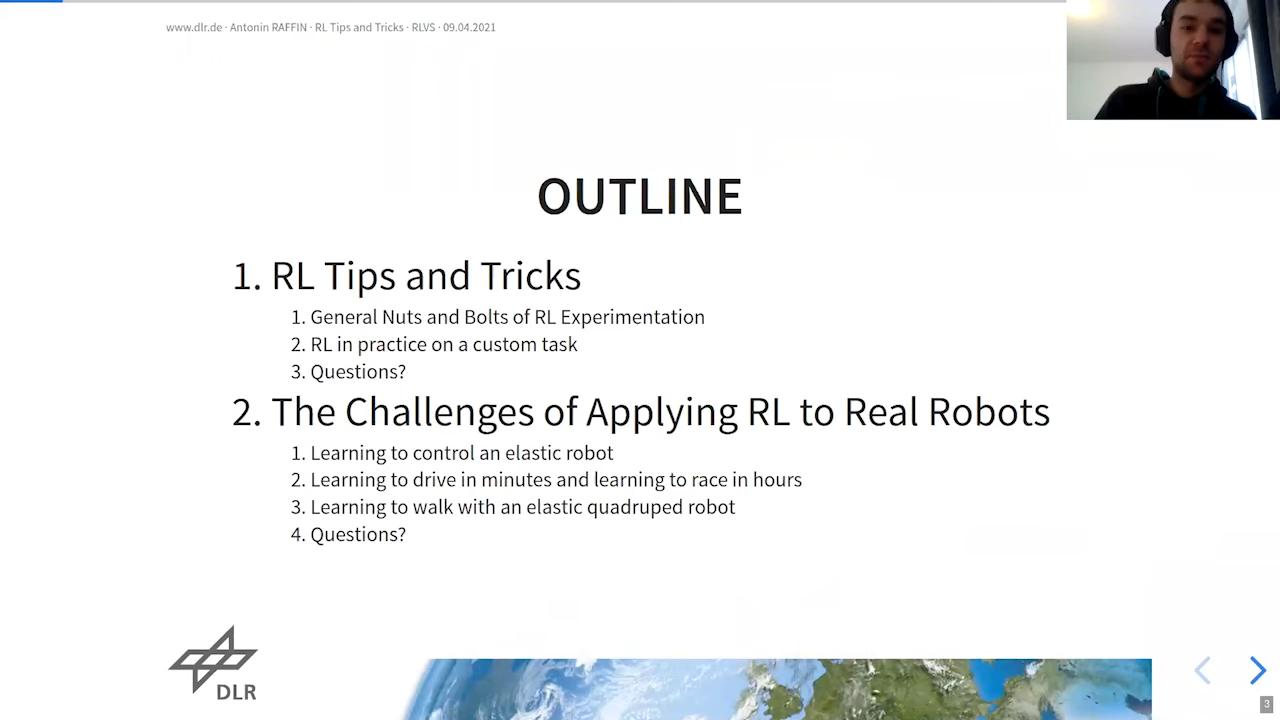 www.dlr.de · Antonin RAFFIN · RL Tips and Tricks · RLVS · 09.04.2021
OUTLINE
1. RL Tips and Tricks
1. General Nuts and Bolts of RL Experimentation
2. RL in practice on a custom task
3. Questions?
2. The Challenges of Applying RL to Real Robots
1. Learning to control an elastic robot
2. Learning to drive in minutes and learning to race in hours
3. Learning to walk with an elastic quadruped robot
4. Questions?
DLR
3